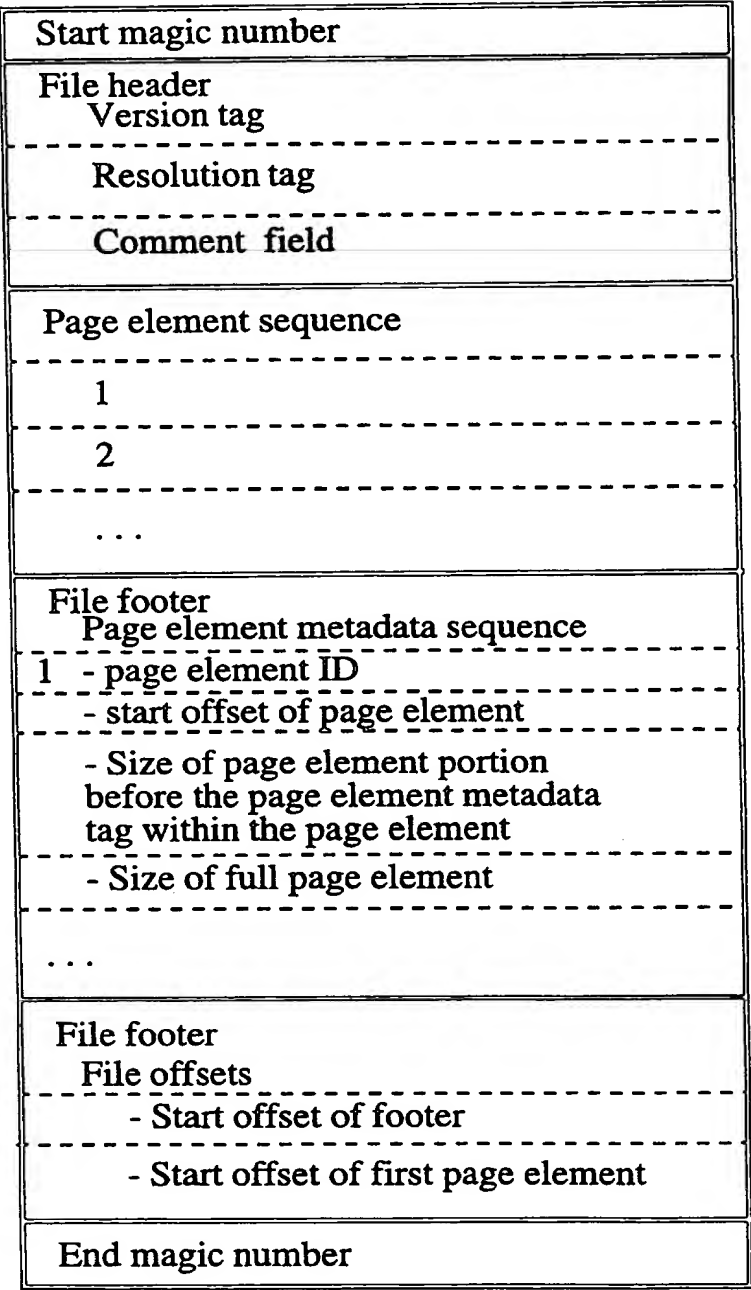 Start magic number
File header
Version tag
Resolution tag
Comment field
Page element sequence
1
2
. . .
File footer
Page element metadata sequence
1 - page element ID
- start offset of page element
- Size of page element portion
before the page element metadata
tag within the page element
- Size of full page element
. . .
File footer
File offsets
- Start offset of footer
- Start offset of first page element
End magic number